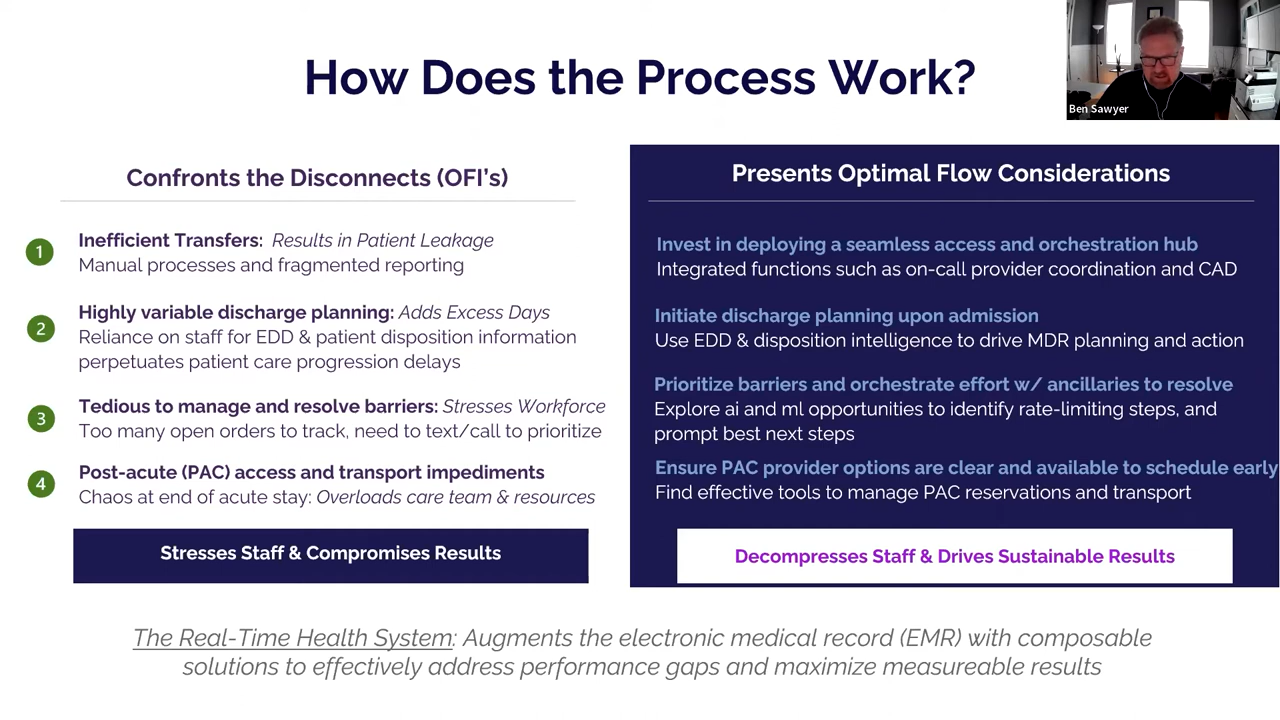 How Does the Process Work?
Ben Sawyer
Confronts the Disconnects (OFI's)
1
Inefficient Transfers: Results in Patient Leakage
Manual processes and fragmented reporting
2
Highly variable discharge planning: Adds Excess Days
Reliance on staff for EDD & patient disposition information
perpetuates patient care progression delays
3
Tedious to manage and resolve barriers: Stresses Workforce
Too many open orders to track, need to text/call to prioritize
4
Post-acute (PAC) access and transport impediments
Chaos at end of acute stay: Overloads care team & resources
Stresses Staff & Compromises Results
Presents Optimal Flow Considerations
Invest in deploying a seamless access and orchestration hub
Integrated functions such as on-call provider coordination and CAD
Initiate discharge planning upon admission
Use EDD & disposition intelligence to drive MDR planning and action
Prioritize barriers and orchestrate effort w/ ancillaries to resolve
Explore ai and ml opportunities to identify rate-limiting steps, and
prompt best next steps
Ensure PAC provider options are clear and available to schedule early
Find effective tools to manage PAC reservations and transport
Decompresses Staff & Drives Sustainable Results
The Real-Time Health System: Augments the electronic medical record (EMR) with composable
solutions to effectively address performance gaps and maximize measureable results